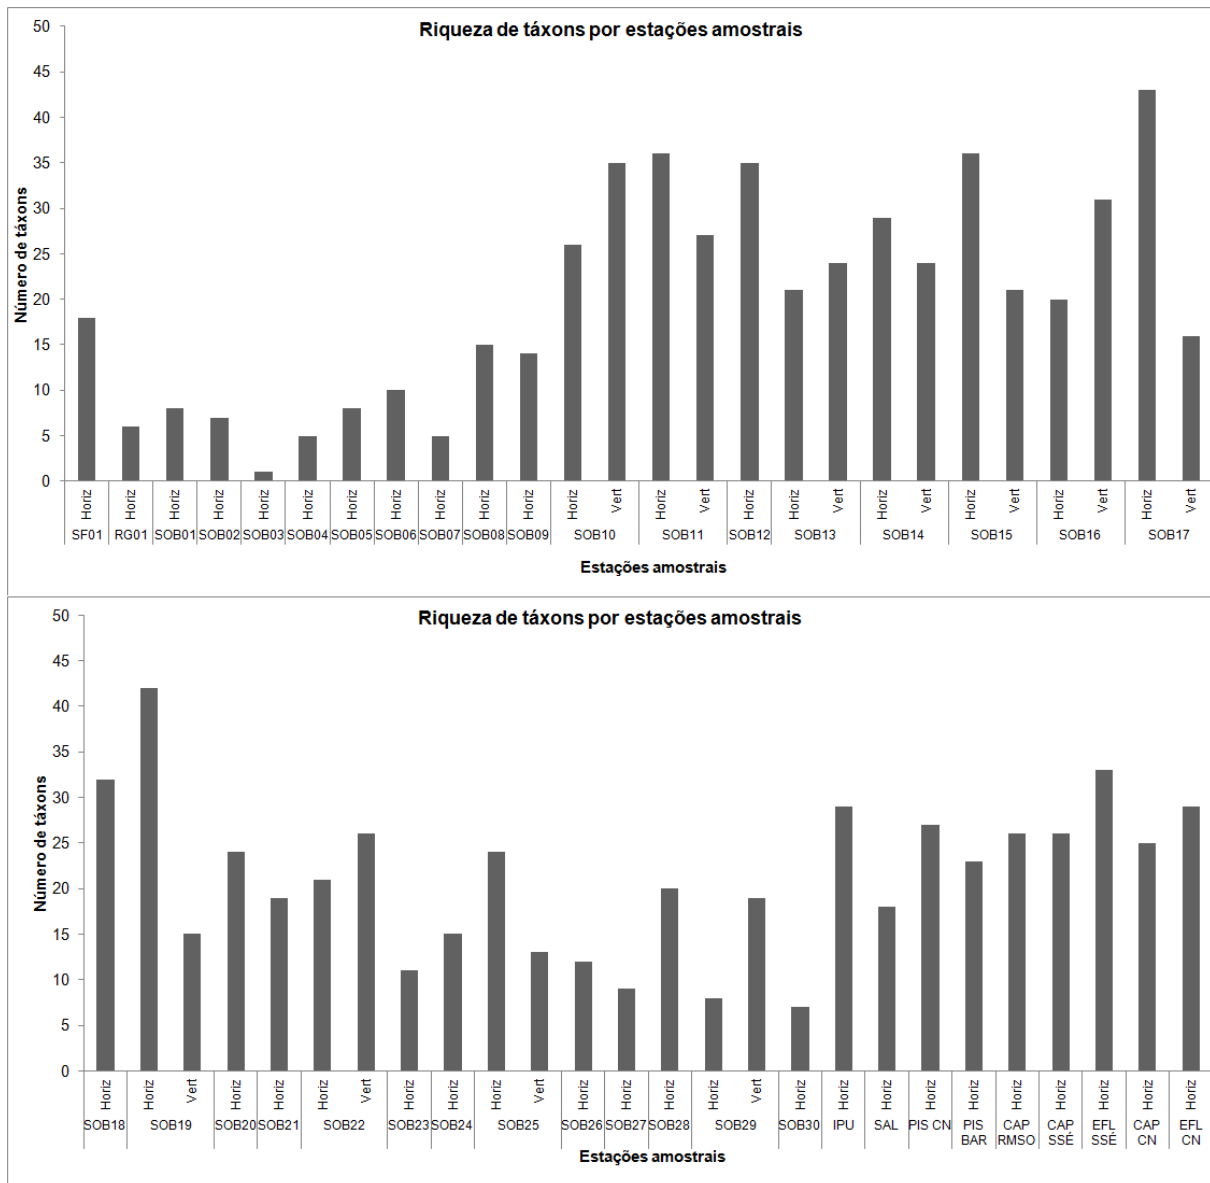 Riqueza de táxons por estações amostrais
Número de táxons
50
45
40
35
30
25
20
15
10
5
0
Horiz Horiz Horiz Horiz Horiz Horiz Horiz Horiz Horiz Horiz Horiz Horiz Vert Horiz Vert Horiz Horiz Vert Horiz Vert Horiz Vert Horiz Vert Horiz Vert
SF01 RG01 SOB01 SOB02 SOB03 SOB04 SOB05 SOB06 SOB07 SOB08 SOB09 SOB10 SOB11 SOB12 SOB13 SOB14 SOB15 SOB16 SOB17
Estações amostrais
Riqueza de táxons por estações amostrais
Número de táxons
50
45
40
35
30
25
20
15
10
5
0
Horiz Horiz Vert Horiz Horiz Horiz Vert Horiz Horiz Horiz Vert Horiz Horiz Horiz Horiz Vert Horiz Horiz Horiz Horiz Horiz Horiz Horiz Horiz Horiz Horiz
SOB18 SOB19 SOB20 SOB21 SOB22 SOB23 SOB24 SOB25 SOB26 SOB27 SOB28 SOB29 SOB30 IPU SAL PIS CN PIS CAP CAP EFL CAP EFL
BAR RMSO SSÉ SSÉ CN CN
Estações amostrais